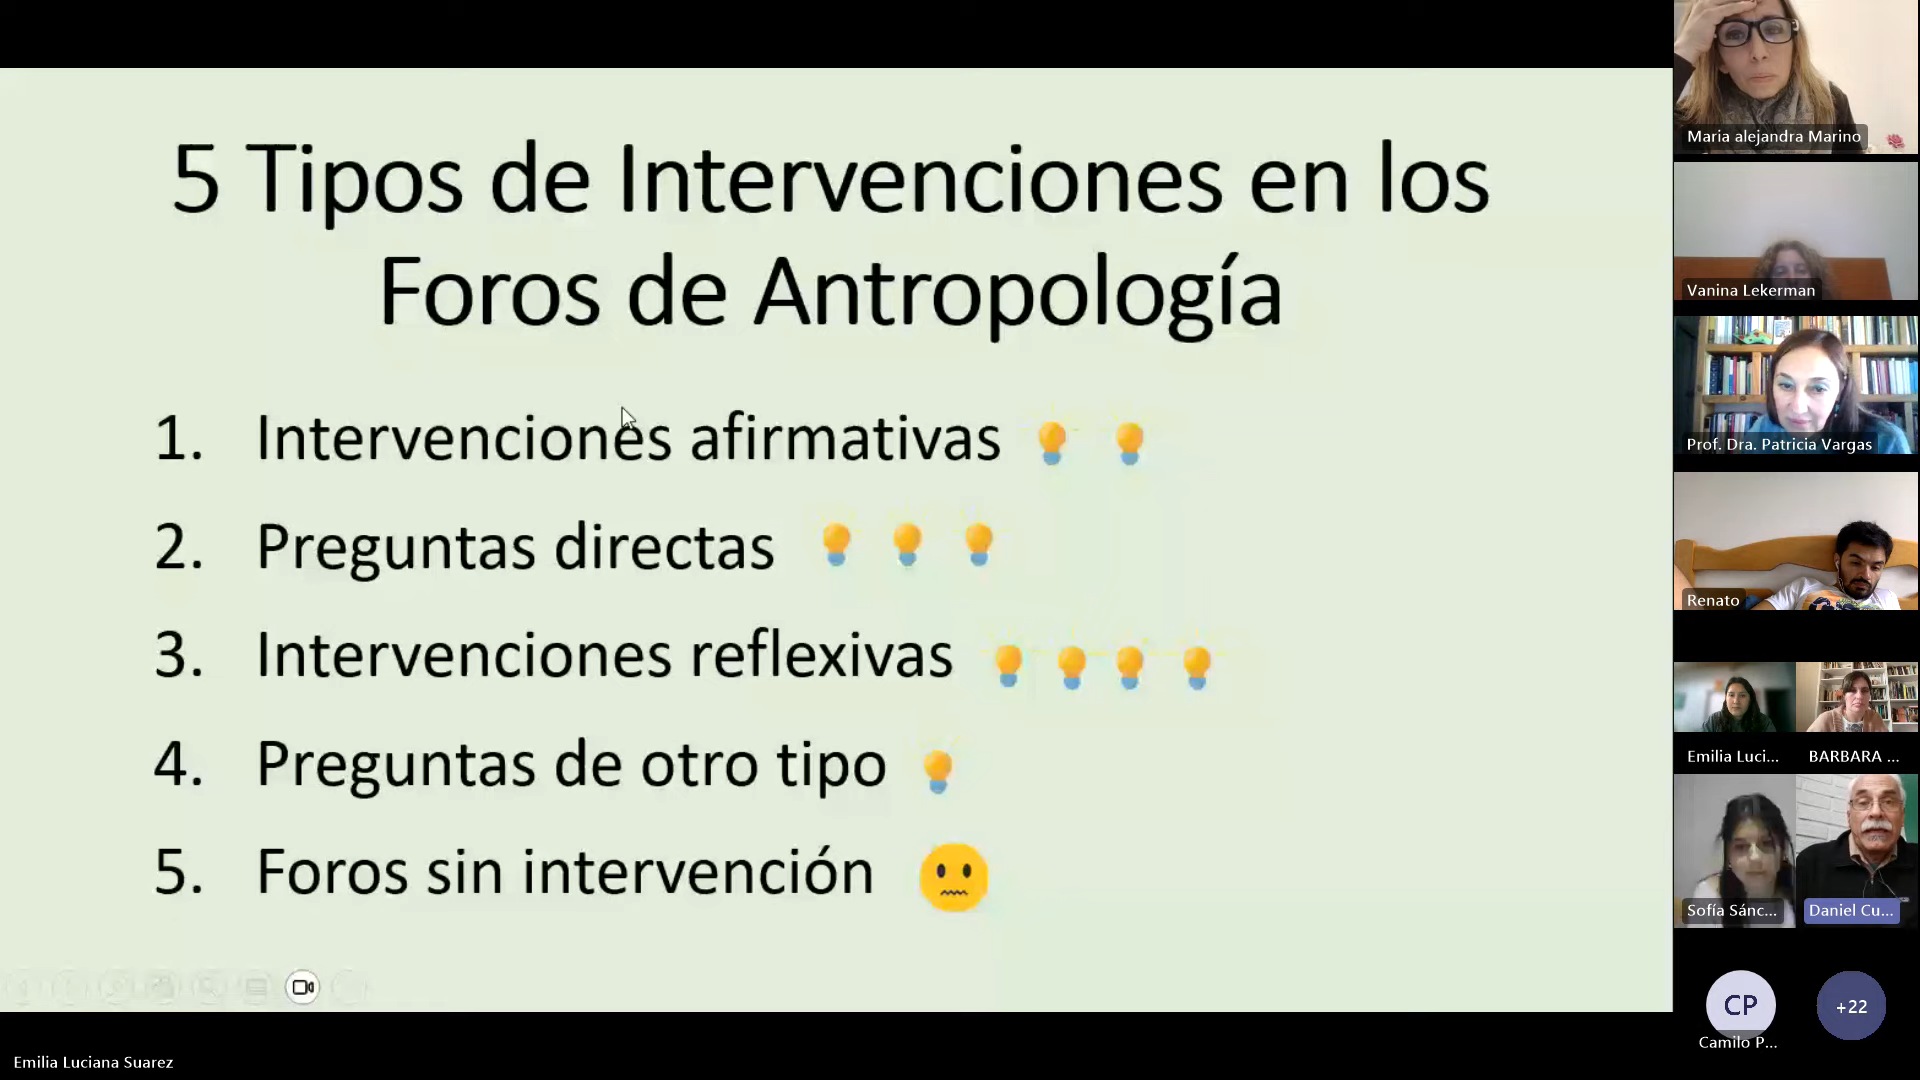 5 Tipos de Intervenciones en los
Foros de Antropología
1. Intervenciones afirmativas
2. Preguntas directas
3. Intervenciones reflexivas
4. Preguntas de otro tipo
5. Foros sin intervención
Emilia Luciana Suarez
Maria alejandra Marino
Vanina Lekerman
Prof. Dra. Patricia Vargas
Renato
Emilia Luci...
BARBARA ...
Sofía Sánc...
Daniel Cu...
CP
+22
Camilo P...